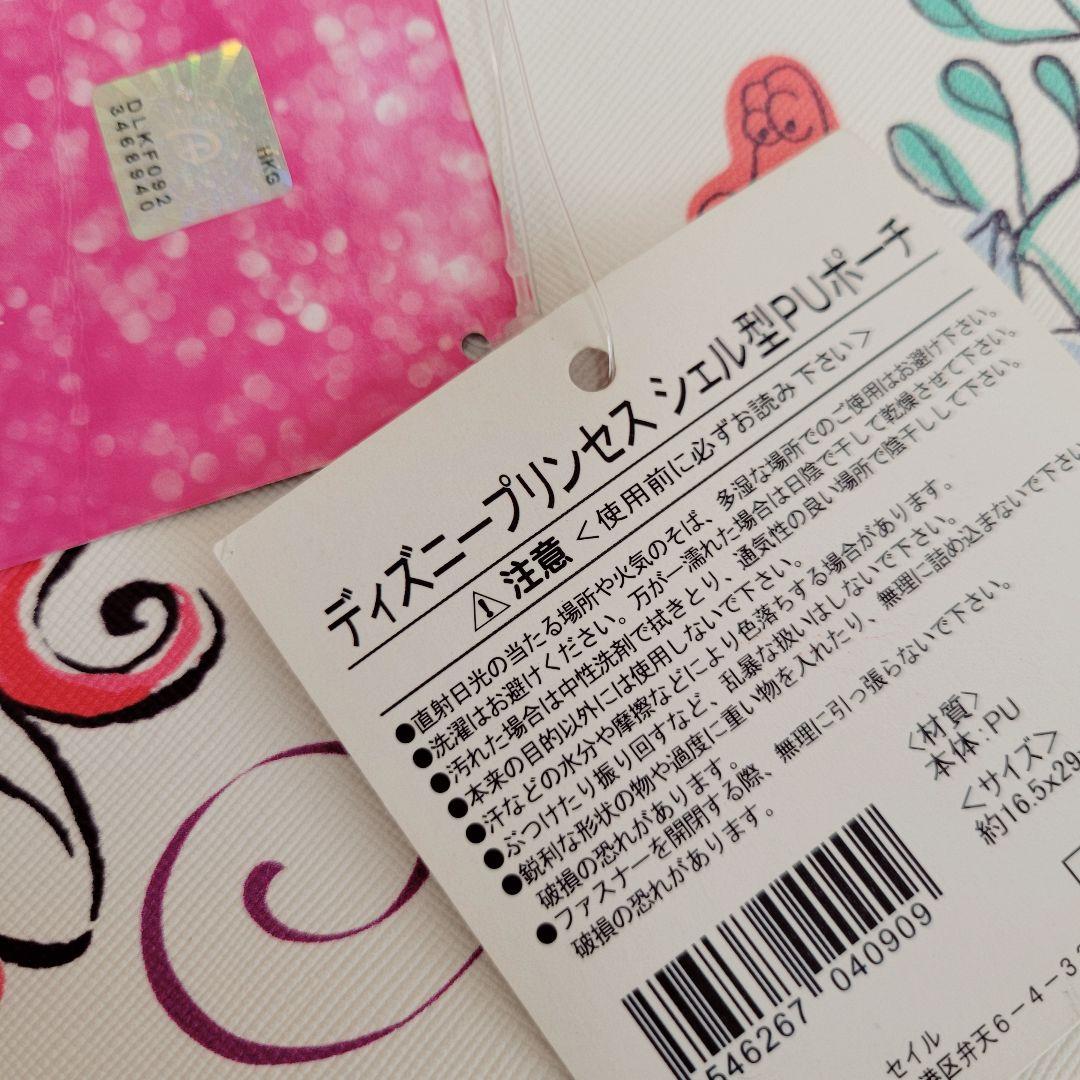 HKG
DLKF092
3468940
ディズニープリンセス シェル型PUポーチ
⚠注意 <使用前に必ずお読み下さい>
●直射日光の当たる場所や火気のそば、多湿な場所でのご使用はお避け下さい。
●洗濯はお避けください。万が一濡れた場合は日陰で干して乾燥させて下さい。
●汚れた場合は中性洗剤で拭きとり、通気性の良い場所で陰干しして下さい。
●本来の目的以外には使用しないで下さい。
●汗などの水分や摩擦などにより色落ちする場合があります。
●ぶつけたり振り回すなど、乱暴な扱いはしないで下さい。
●鋭利な形状の物や過度に重い物を入れたり、無理に詰め込まないで下さい
破損の恐れがあります。
●ファスナーを開閉する際、無理に引っ張らないで下さい。
破損の恐れがあります。
<材質>
本体:PU
<サイズ>
約16.5x29
546267 040909
セイル
港区弁天6-4-3